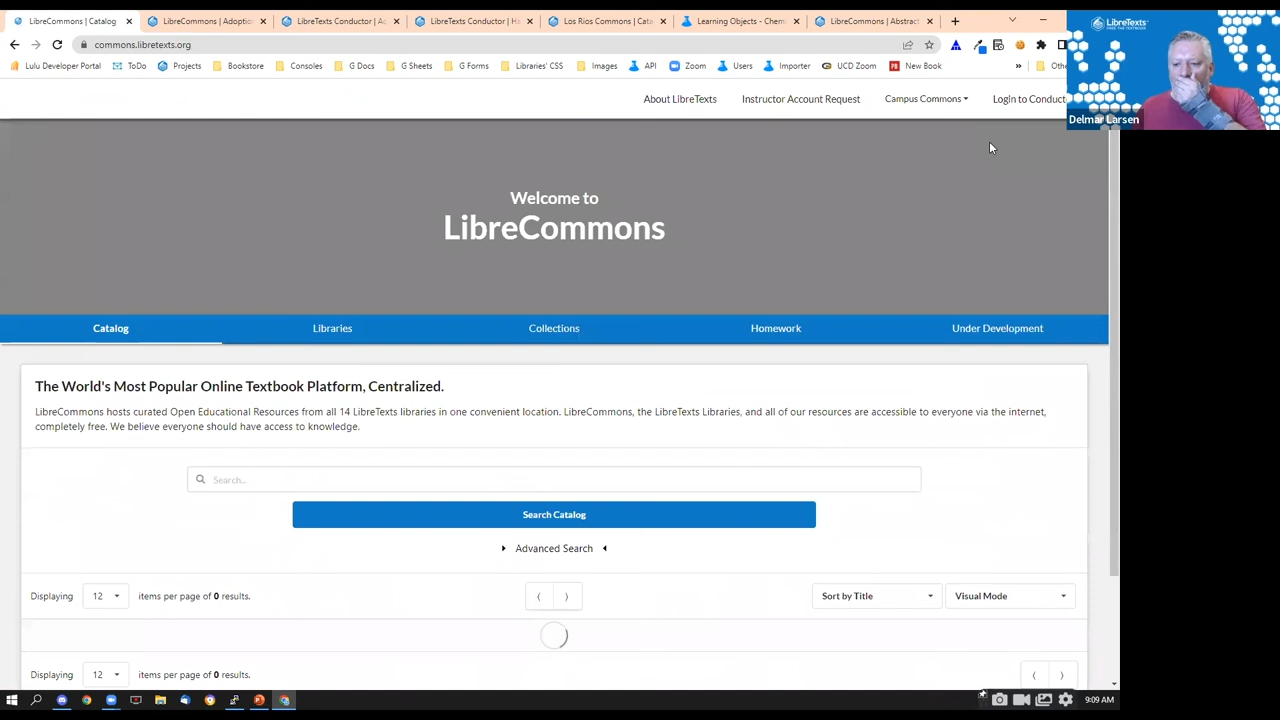 LibreCommons | Catalog
LibreCommons | Adoption
LibreTexts Conductor | Ac
LibreTexts Conductor | Ha
Los Rios Commons | Cata
Learning Objects - Chem
LibreCommons | Abstract
commons.libretexts.org
Lulu Developer Portal
ToDo
Projects
Bookstore
Consoles
G Docs
G Sheets
G Forms
Libraries' CSS
Images
API
Zoom
Users
Importer
UCD Zoom
New Book
»
Othe
LibreTexts
FREE THE TEXTBOOK
Delmar Larsen
About LibreTexts
Instructor Account Request
Campus Commons
Login to Conduct
Welcome to
LibreCommons
Catalog
Libraries
Collections
Homework
Under Development
The World's Most Popular Online Textbook Platform, Centralized.
LibreCommons hosts curated Open Educational Resources from all 14 LibreTexts libraries in one convenient location. LibreCommons, the LibreTexts Libraries, and all of our resources are accessible to everyone via the internet,
completely free. We believe everyone should have access to knowledge.
Search...
Search Catalog
Advanced Search
Displaying 12 items per page of 0 results.
Sort by Title
Visual Mode
Displaying 12 items per page of 0 results.
9:09 AM